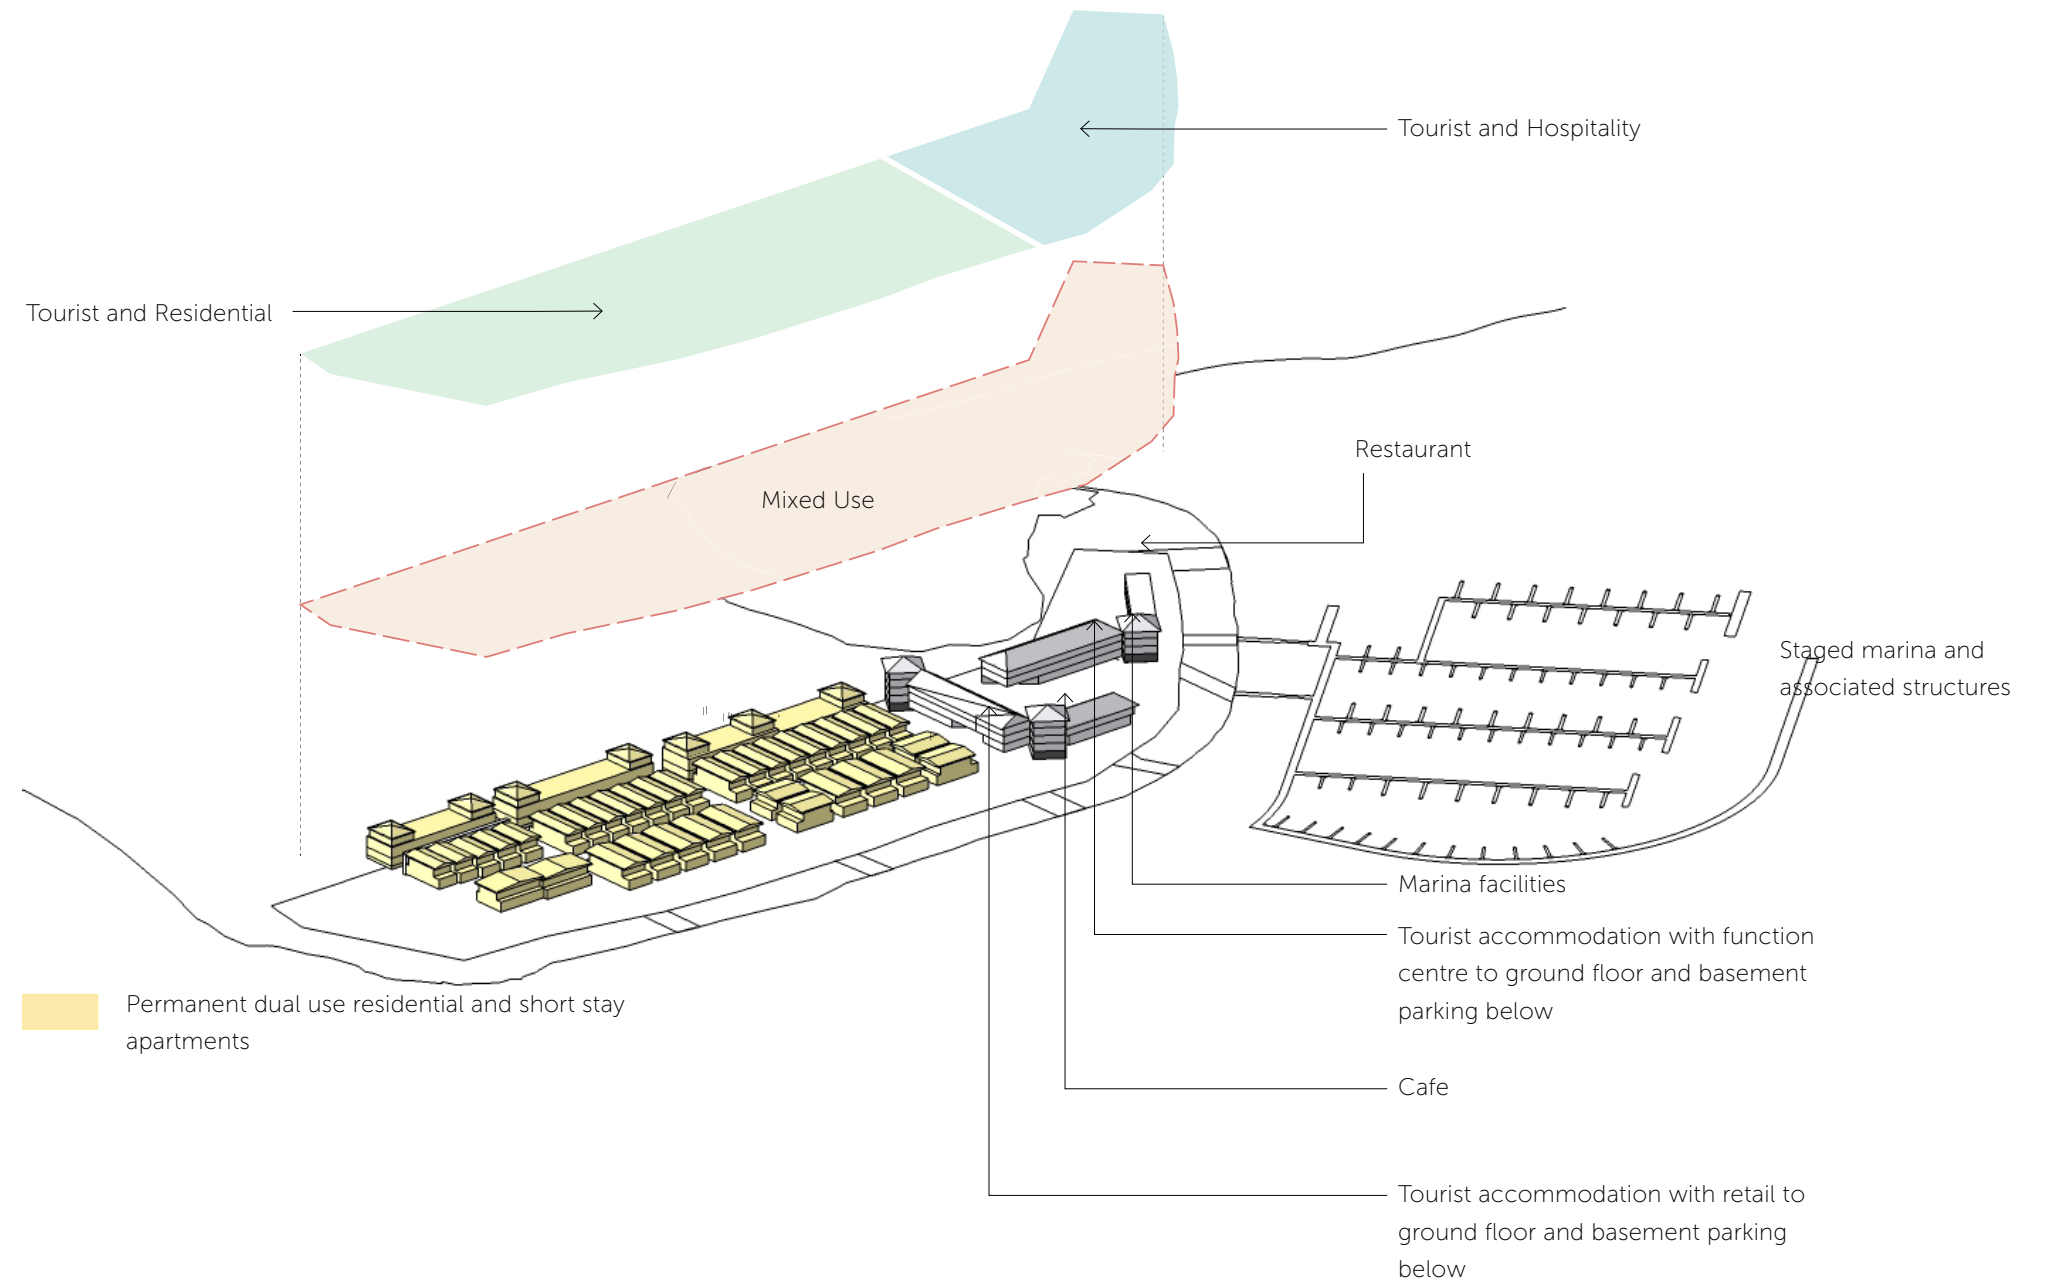 Tourist and Hospitality
Tourist and Residential
Restaurant
Mixed Use
Staged marina and
associated structures
Marina facilities
Tourist accommodation with function
centre to ground floor and basement
parking below
Permanent dual use residential and short stay
apartments
Cafe
Tourist accommodation with retail to
ground floor and basement parking
below